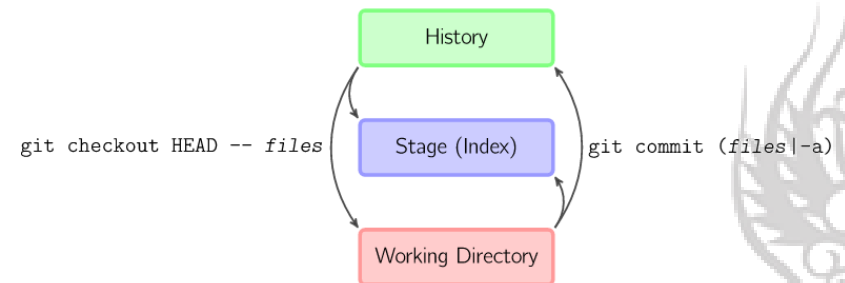 History
git checkout HEAD -- files
Stage (Index)
git commit (files|-a)
Working Directory